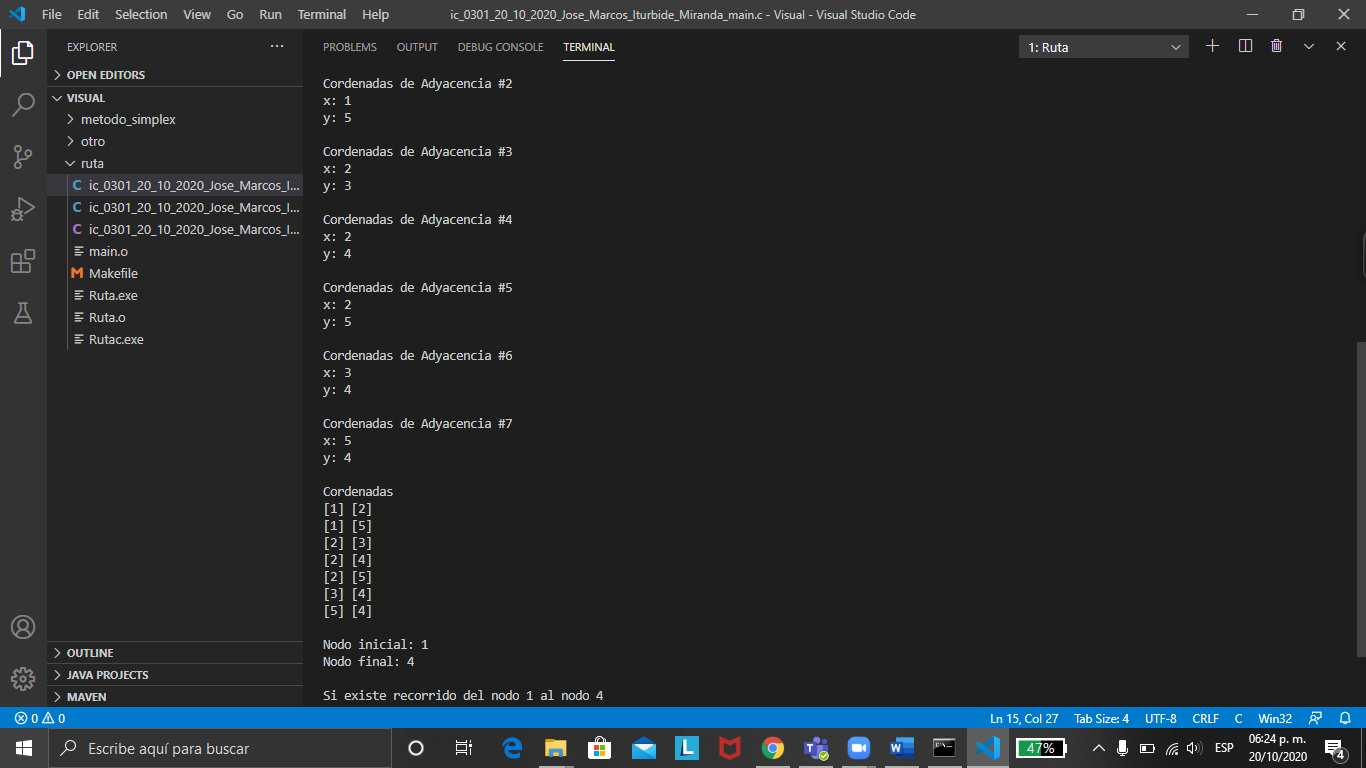 File Edit Selection View Go Run Terminal Help
ic_0301_20_10_2020_Jose_Marcos_Iturbide_Miranda_main.c - Visual - Visual Studio Code
EXPLORER
OPEN EDITORS
VISUAL
metodo_simplex
otro
ruta
C ic_0301_20_10_2020_Jose_Marcos_I...
C ic_0301_20_10_2020_Jose_Marcos_I...
C ic_0301_20_10_2020_Jose_Marcos_I...
main.o
M Makefile
Ruta.exe
Ruta.o
Rutac.exe
OUTLINE
JAVA PROJECTS
MAVEN
PROBLEMS OUTPUT DEBUG CONSOLE TERMINAL
1: Ruta
Cordenadas de Adyacencia #2
x: 1
y: 5
Cordenadas de Adyacencia #3
x: 2
y: 3
Cordenadas de Adyacencia #4
x: 2
y: 4
Cordenadas de Adyacencia #5
x: 2
y: 5
Cordenadas de Adyacencia #6
x: 3
y: 4
Cordenadas de Adyacencia #7
x: 5
y: 4
Cordenadas
[1] [2]
[1] [5]
[2] [3]
[2] [4]
[2] [5]
[3] [4]
[5] [4]
Nodo inicial: 1
Nodo final: 4
Si existe recorrido del nodo 1 al nodo 4
0 0
Ln 15, Col 27 Tab Size: 4 UTF-8 CRLF C Win32
Escribe aquí para buscar
L
47%
ESP
06:24 p. m.
20/10/2020
4